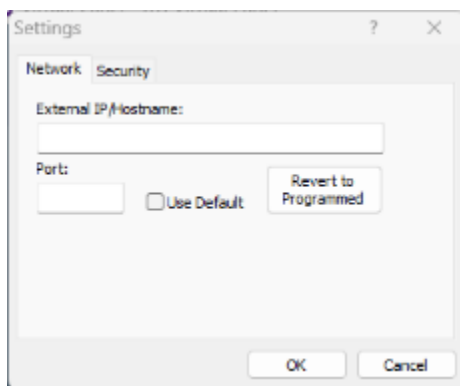 Settings
?
Network Security
External IP/Hostname:
Port:
Use Default
Revert to
Programmed
OK Cancel